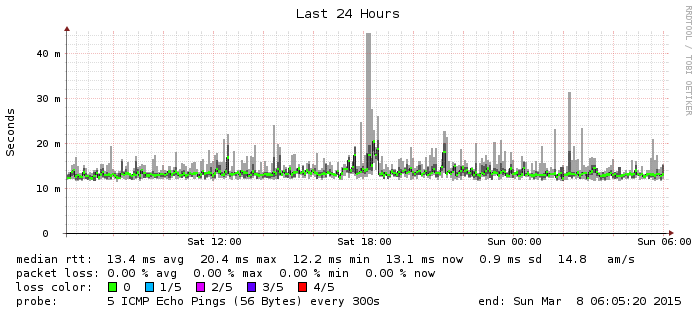 Last 24 Hours
RRDTOOL / TOBI OETIKER
Seconds
40 m
30 m
20 m
10 m
0
Sat 12:00 Sat 18:00 Sun 00:00 Sun 06:00
median rtt: 13.4 ms avg 20.4 ms max 12.2 ms min 13.1 ms now 0.9 ms sd 14.8 am/s
packet loss: 0.00 % avg 0.00 % max 0.00 % min 0.00 % now
loss color: 0 1/5 2/5 3/5 4/5
probe: 5 ICMP Echo Pings (56 Bytes) every 300s end: Sun Mar 8 06:05:20 2015